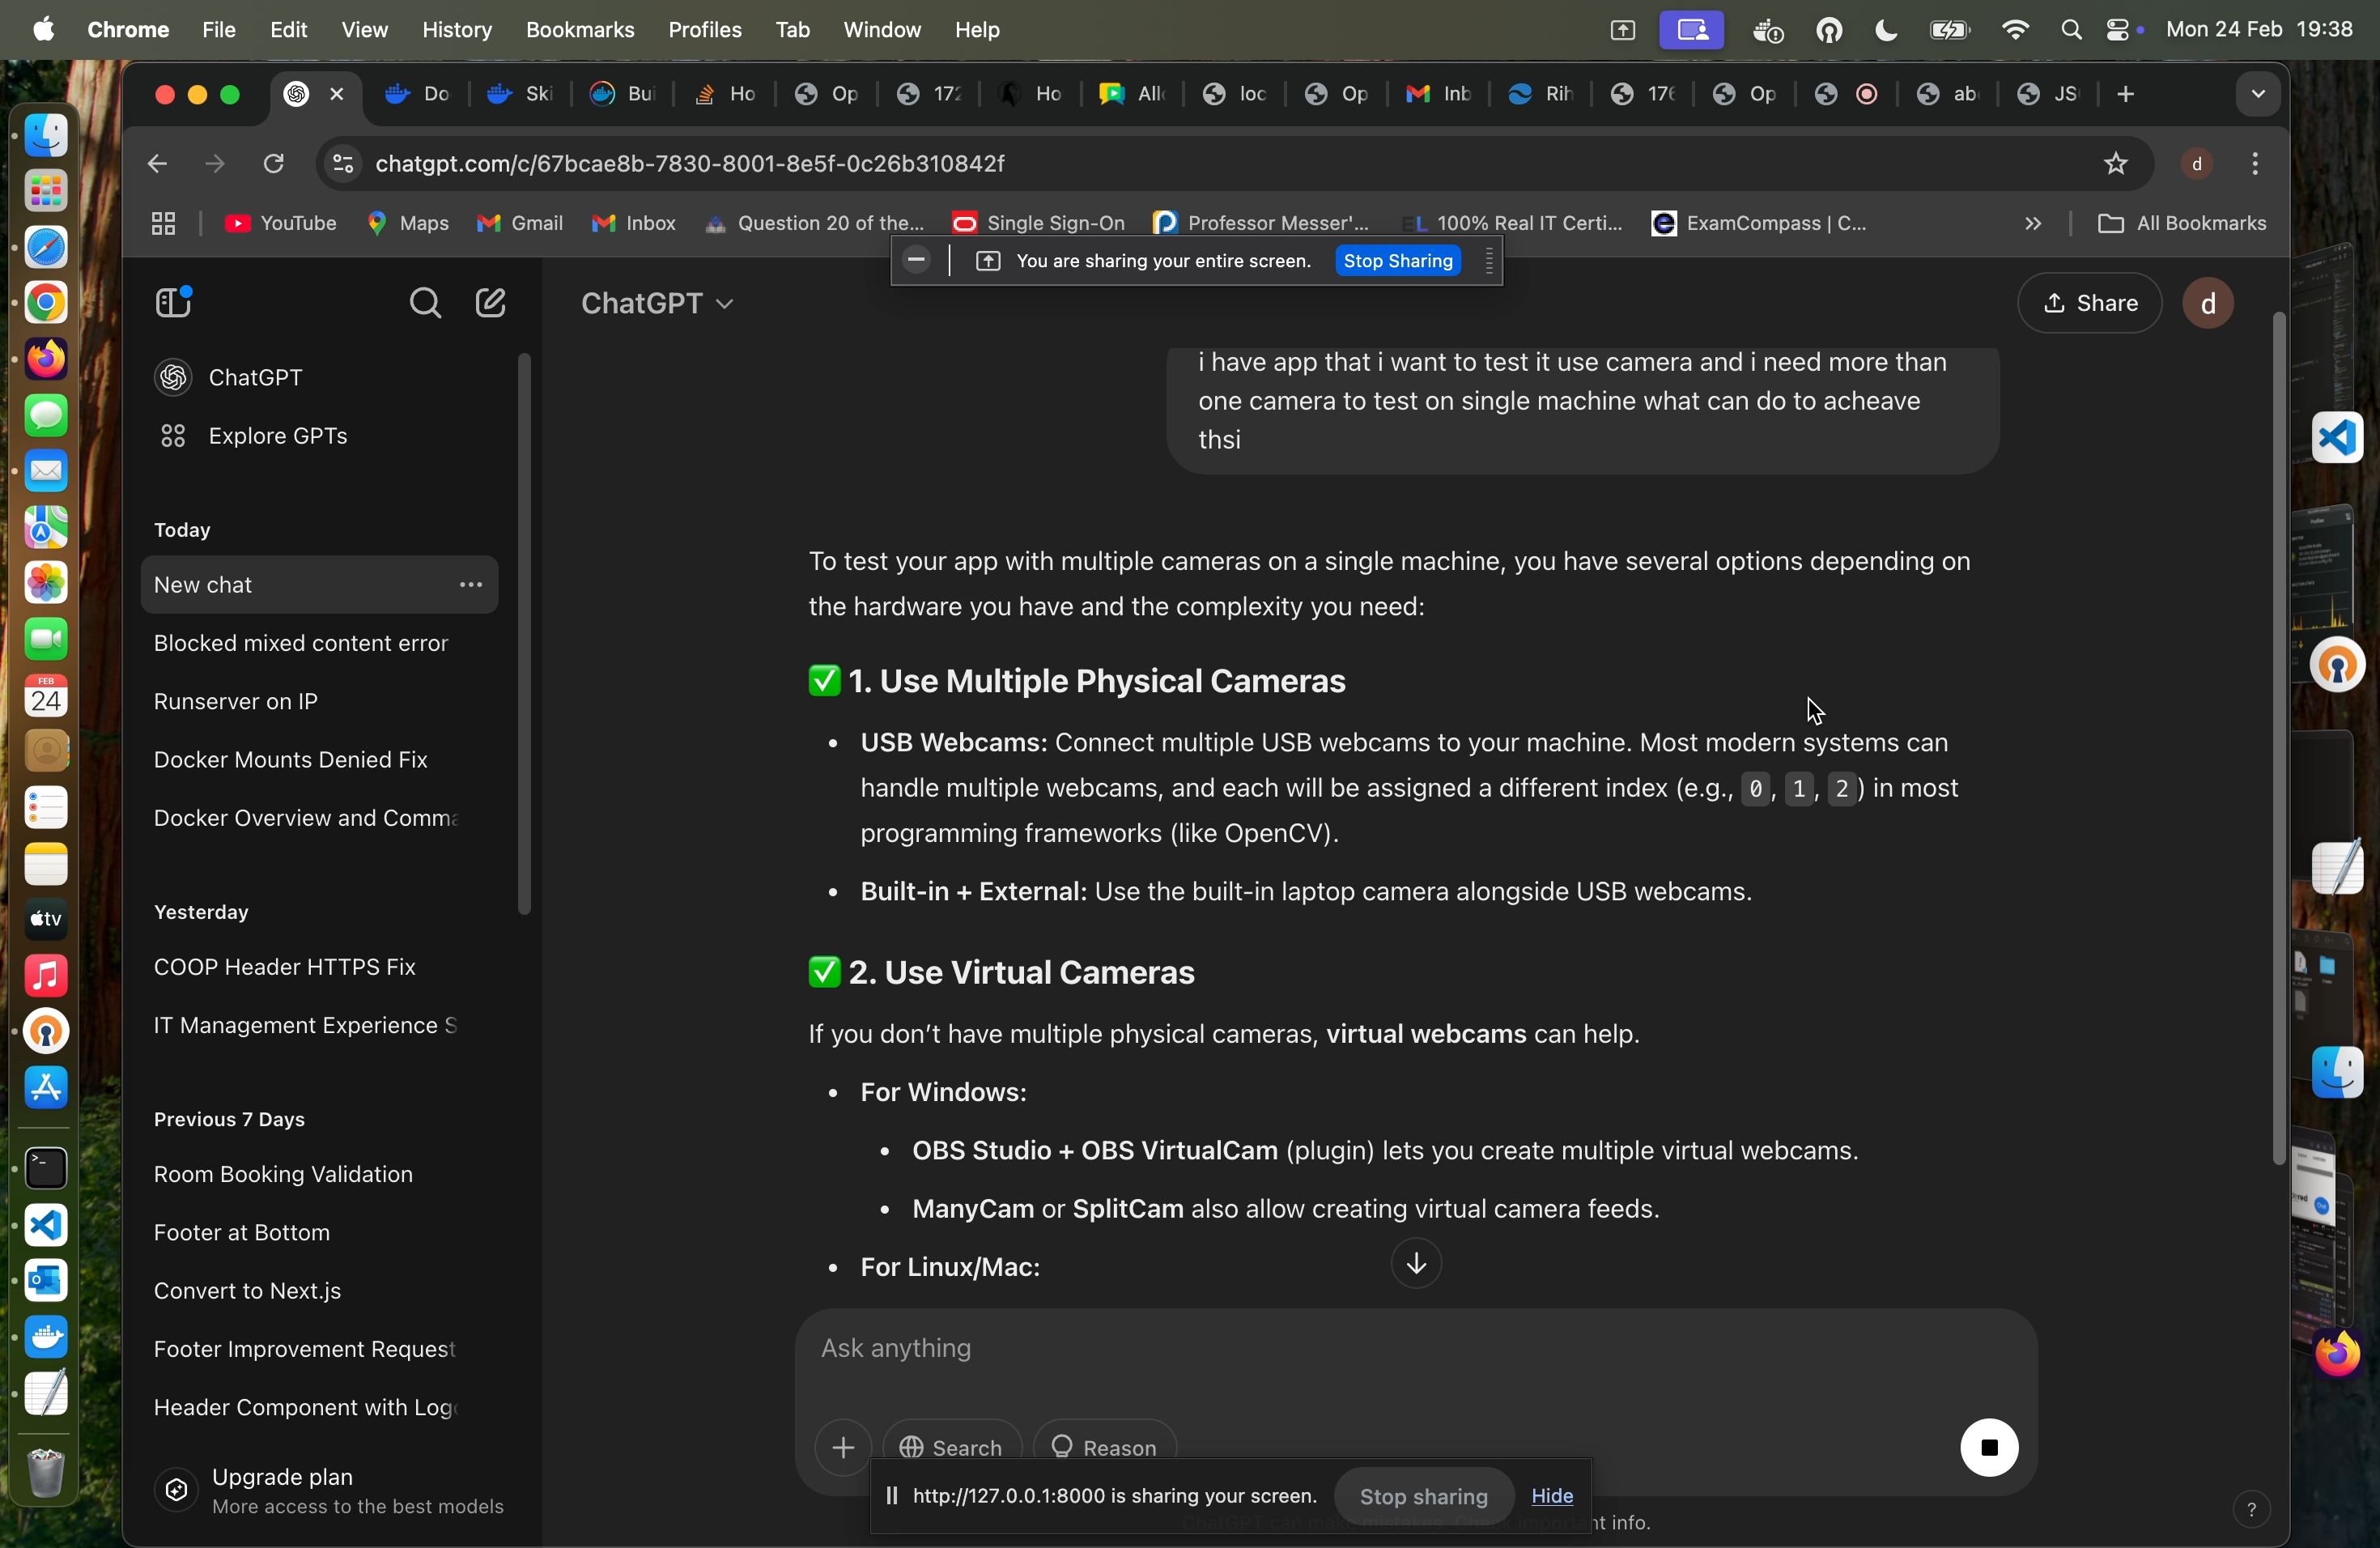 Chrome File Edit View History Bookmarks Profiles Tab Window Help Mon 24 Feb 19:38
Do Ski Bui Ho Op 172 Ho All loc Op Inb Rih 176 Op ab JS
chatgpt.com/c/67bcae8b-7830-8001-8e5f-0c26b310842f d
YouTube Maps Gmail Inbox Question 20 of the... Single Sign-On Professor Messer'... EL 100% Real IT Certi... ExamCompass | C... All Bookmarks
You are sharing your entire screen. Stop Sharing
ChatGPT
Share
d
ChatGPT
Explore GPTs
Today
New chat
Blocked mixed content error
Runserver on IP
Docker Mounts Denied Fix
Docker Overview and Comma
Yesterday
COOP Header HTTPS Fix
IT Management Experience S
Previous 7 Days
Room Booking Validation
Footer at Bottom
Convert to Next.js
Footer Improvement Request
Header Component with Logo
Upgrade plan
More access to the best models
i have app that i want to test it use camera and i need more than
one camera to test on single machine what can do to acheave
thsi
To test your app with multiple cameras on a single machine, you have several options depending on
the hardware you have and the complexity you need:
✅ 1. Use Multiple Physical Cameras
• USB Webcams: Connect multiple USB webcams to your machine. Most modern systems can
handle multiple webcams, and each will be assigned a different index (e.g., 0, 1, 2) in most
programming frameworks (like OpenCV).
• Built-in + External: Use the built-in laptop camera alongside USB webcams.
✅ 2. Use Virtual Cameras
If you don't have multiple physical cameras, virtual webcams can help.
• For Windows:
• OBS Studio + OBS VirtualCam (plugin) lets you create multiple virtual webcams.
• ManyCam or SplitCam also allow creating virtual camera feeds.
• For Linux/Mac:
Ask anything
Search Reason
http://127.0.0.1:8000 is sharing your screen. Stop sharing Hide
ChatGPT can make mistakes. Check important info.
?
FEB
24
tv